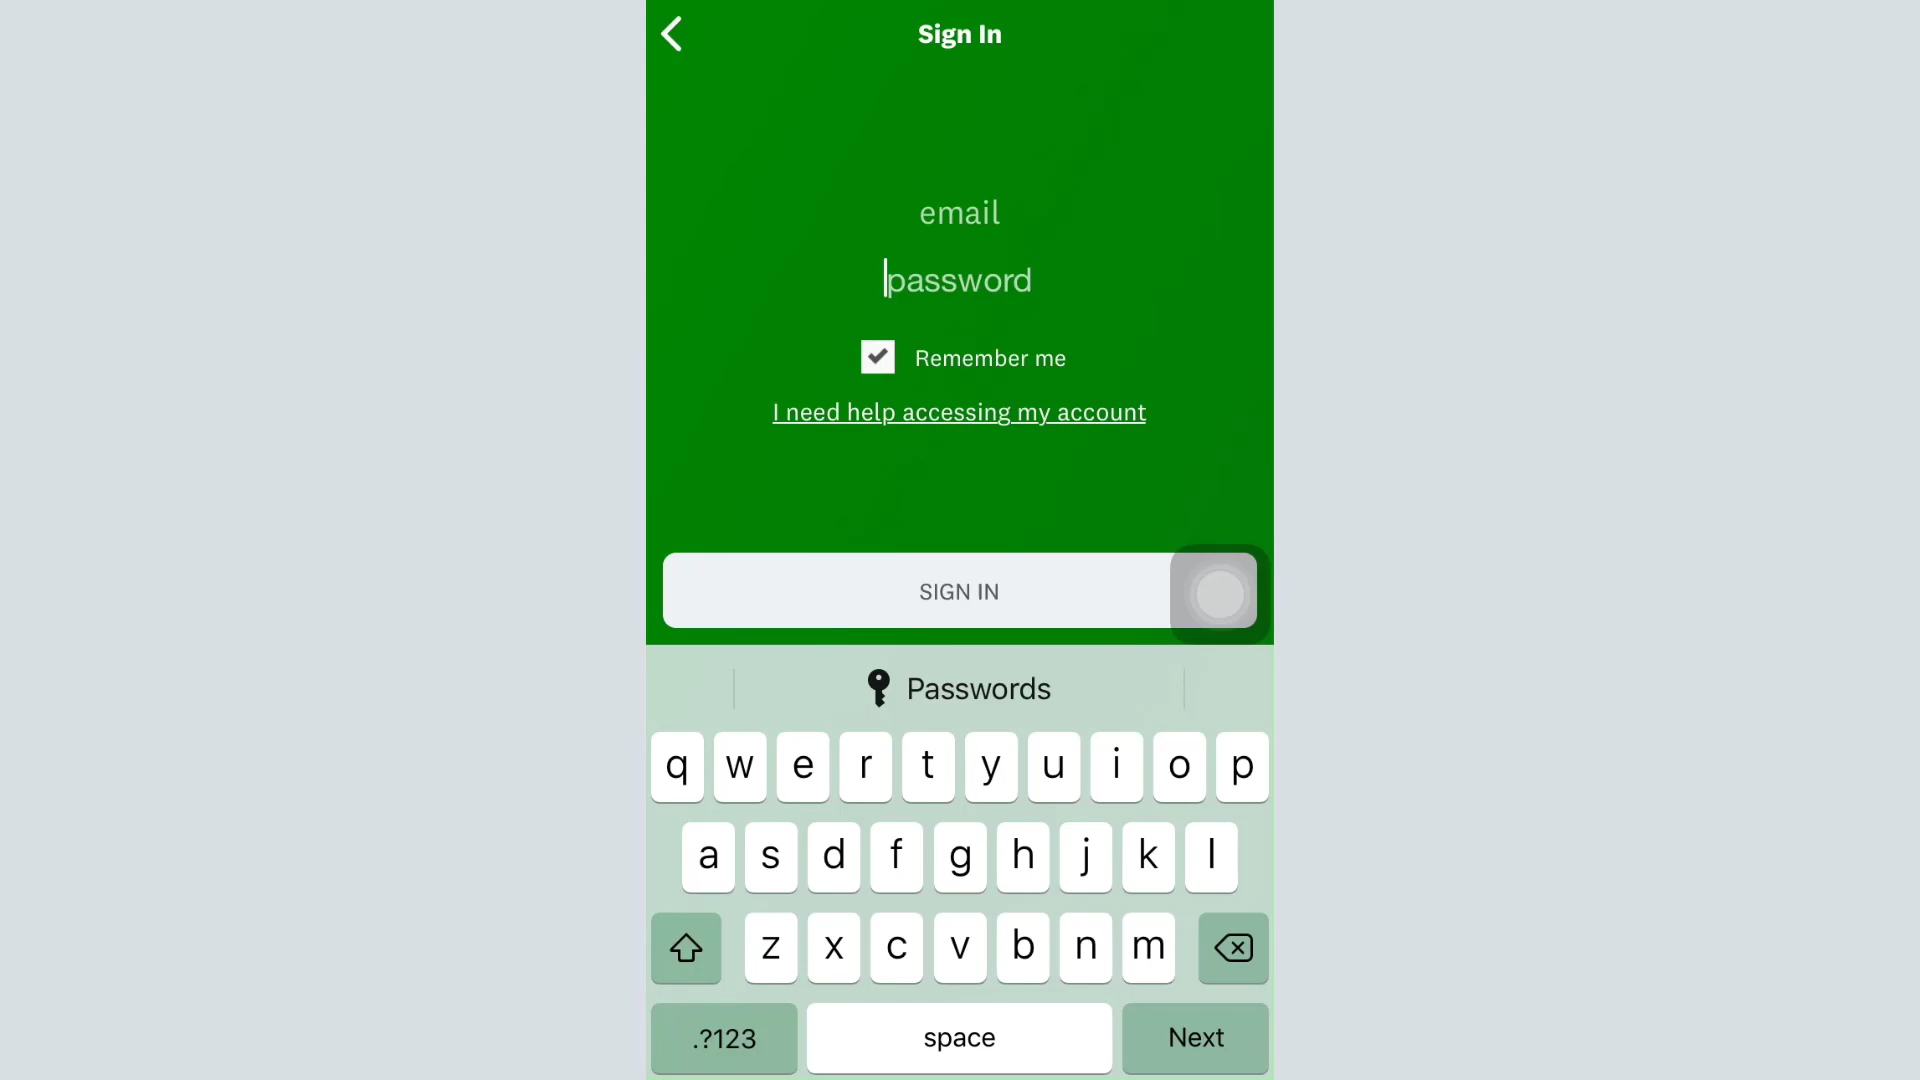 Sign In
email
password
Remember me
I need help accessing my account
SIGN IN
Passwords
q w e r t y u i o p
a s d f g h j k l
z x c v b n m
.?123 space Next